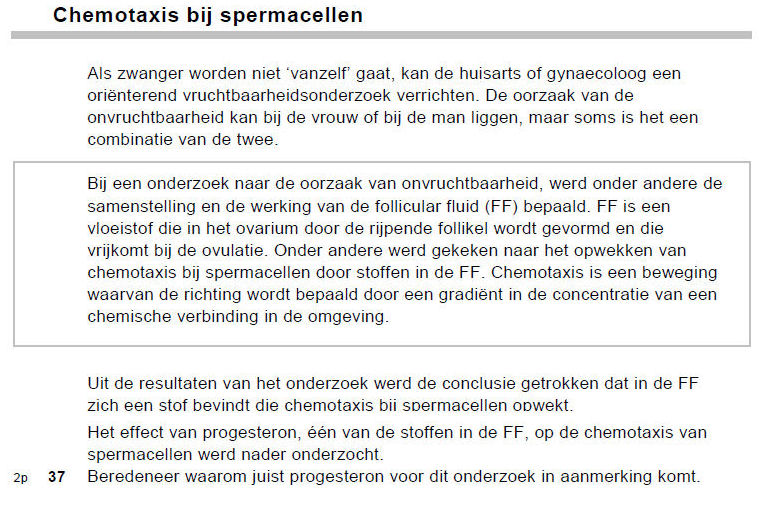 Chemotaxis bij spermacellen
Als zwanger worden niet ‘vanzelf’ gaat, kan de huisarts of gynaecoloog een
oriënterend vruchtbaarheidsonderzoek verrichten. De oorzaak van de
onvruchtbaarheid kan bij de vrouw of bij de man liggen, maar soms is het een
combinatie van de twee.
Bij een onderzoek naar de oorzaak van onvruchtbaarheid, werd onder andere de
samenstelling en de werking van de follicular fluid (FF) bepaald. FF is een
vloeistof die in het ovarium door de rijpende follikel wordt gevormd en die
vrijkomt bij de ovulatie. Onder andere werd gekeken naar het opwekken van
chemotaxis bij spermacellen door stoffen in de FF. Chemotaxis is een beweging
waarvan de richting wordt bepaald door een gradiënt in de concentratie van een
chemische verbinding in de omgeving.
Uit de resultaten van het onderzoek werd de conclusie getrokken dat in de FF
zich een stof bevindt die chemotaxis bij spermacellen opwekt.
Het effect van progesteron, één van de stoffen in de FF, op de chemotaxis van
spermacellen werd nader onderzocht.
2p 37 Beredeneer waarom juist progesteron voor dit onderzoek in aanmerking komt.